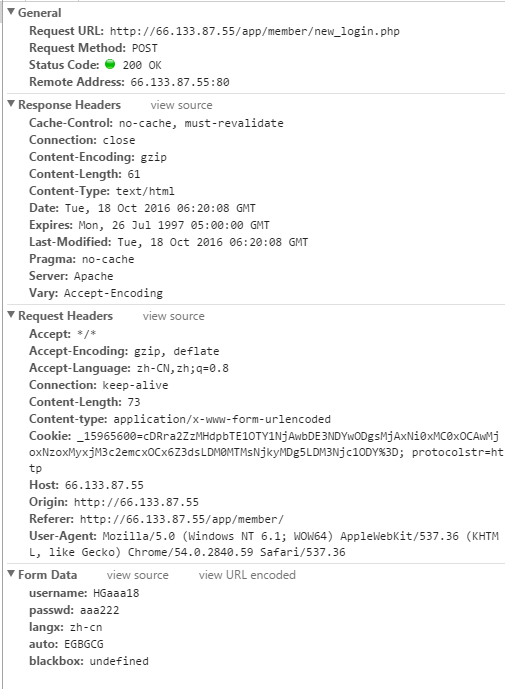 General
Request URL: http://66.133.87.55/app/member/new_login.php
Request Method: POST
Status Code: 200 OK
Remote Address: 66.133.87.55:80
Response Headers view source
Cache-Control: no-cache, must-revalidate
Connection: close
Content-Encoding: gzip
Content-Length: 61
Content-Type: text/html
Date: Tue, 18 Oct 2016 06:20:08 GMT
Expires: Mon, 26 Jul 1997 05:00:00 GMT
Last-Modified: Tue, 18 Oct 2016 06:20:08 GMT
Pragma: no-cache
Server: Apache
Vary: Accept-Encoding
Request Headers view source
Accept: */*
Accept-Encoding: gzip, deflate
Accept-Language: zh-CN,zh;q=0.8
Connection: keep-alive
Content-Length: 73
Content-type: application/x-www-form-urlencoded
Cookie: _15965600=cDRra2ZzMHdpbTE1OTY1NjAwbDE3NDYwODgsMjAxNi0xMC0xOCAwMj
oxNzoxMyxjM3c2emcxOCx6Z3dsLDM0MTMsNjkyMDg5LDM3Njc1ODY%3D; protocolstr=ht
tp
Host: 66.133.87.55
Origin: http://66.133.87.55
Referer: http://66.133.87.55/app/member/
User-Agent: Mozilla/5.0 (Windows NT 6.1; WOW64) AppleWebKit/537.36 (KHTM
L, like Gecko) Chrome/54.0.2840.59 Safari/537.36
Form Data view source view URL encoded
username: HGaaa18
passwd: aaa222
langx: zh-cn
auto: EGBGCG
blackbox: undefined